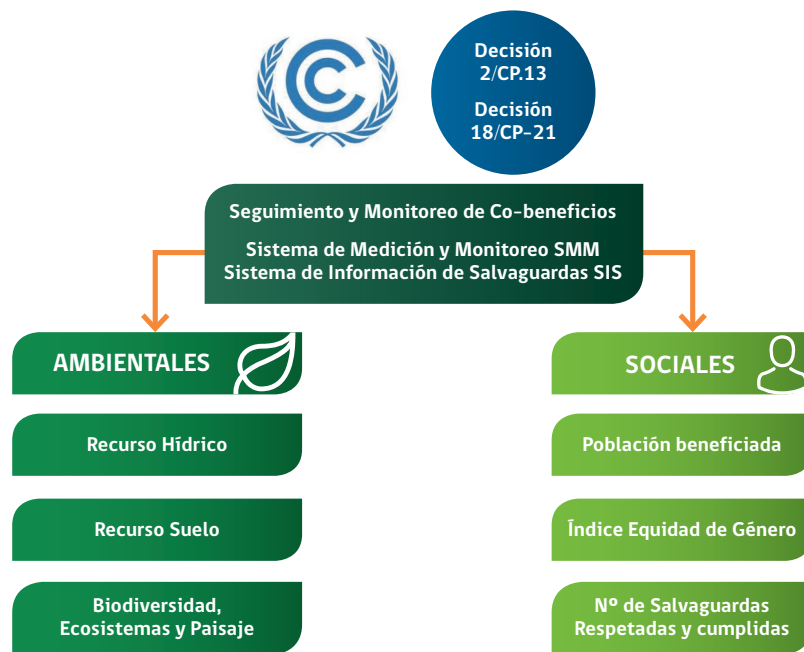 Decisión
2/CP.13
Decisión
18/CP-21
Seguimiento y Monitoreo de Co-beneficios
Sistema de Medición y Monitoreo SMM
Sistema de Información de Salvaguardas SIS
AMBIENTALES
Recurso Hídrico
Recurso Suelo
Biodiversidad,
Ecosistemas y Paisaje
SOCIALES
Población beneficiada
Índice Equidad de Género
Nº de Salvaguardas
Respetadas y cumplidas